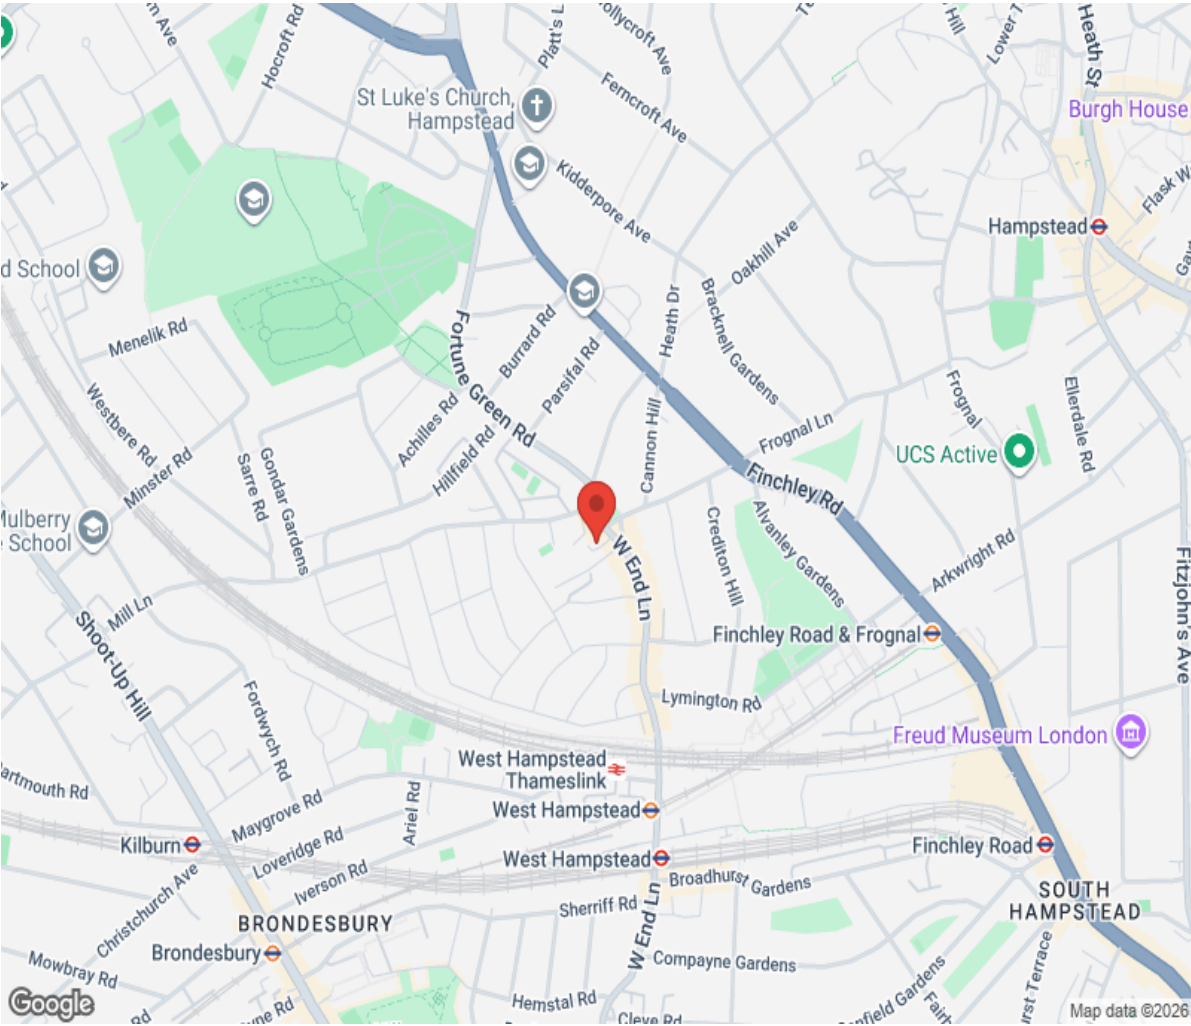 Hocroft Rd
Platt's L
Ferncroft Ave
Hill
Heath St
Burgh House
St Luke's Church,
Hampstead
Kidderpore Ave
Flask W
Hampstead
Oakhill Ave
d School
Menelik Rd
Fortune Green Rd
Burrard Rd
Parsifal Rd
Heath Dr
Bracknell Gardens
Frognal
Ellerdale Rd
Westbere Rd
Achilles Rd
Hillfield Rd
Cannon Hill
Frognal Ln
UCS Active
Minster Rd
Sarre Rd
Gondar Gardens
Finchley Rd
Mulberry
e School
W End Ln
Crediton Hill
Alvanley Gardens
Arkwright Rd
Fitzjohn's Ave
Mill Ln
Shoot-Up Hill
Finchley Road & Frognal
Fordwych Rd
Lymington Rd
Freud Museum London
West Hampstead
Thameslink
artmouth Rd
Maygrove Rd
Ariel Rd
West Hampstead
Kilburn
Loveridge Rd
West Hampstead
Finchley Road
Christchurch Ave
Iverson Rd
Broadhurst Gardens
SOUTH
HAMPSTEAD
BRONDESBURY
Sherriff Rd
W End Ln
Brondesbury
Mowbray Rd
Compayne Gardens
Hemstal Rd
Cleve Rd
Google
Map data ©2026